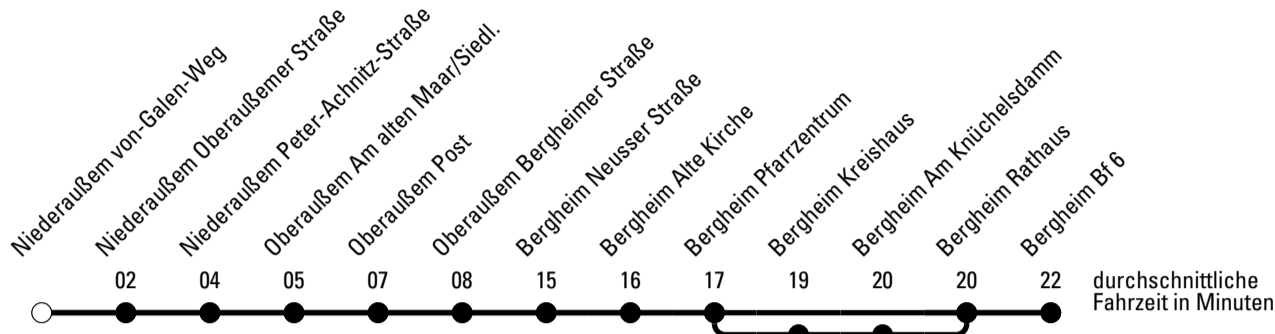 Niederaußem von-Galen-Weg
Niederaußem Oberaußemer Straße
Niederaußem Peter-Achnitz-Straße
Oberaußem Am alten Maar/Siedl.
Oberaußem Post
Oberaußem Bergheimer Straße
Bergheim Neusser Straße
Bergheim Alte Kirche
Bergheim Pfarrzentrum
Bergheim Kreishaus
Bergheim Am Knüchelsdamm
Bergheim Rathaus
Bergheim Bf 6
02 04 05 07 08 15 16 17 19 20 20 22
durchschnittliche
Fahrzeit in Minuten